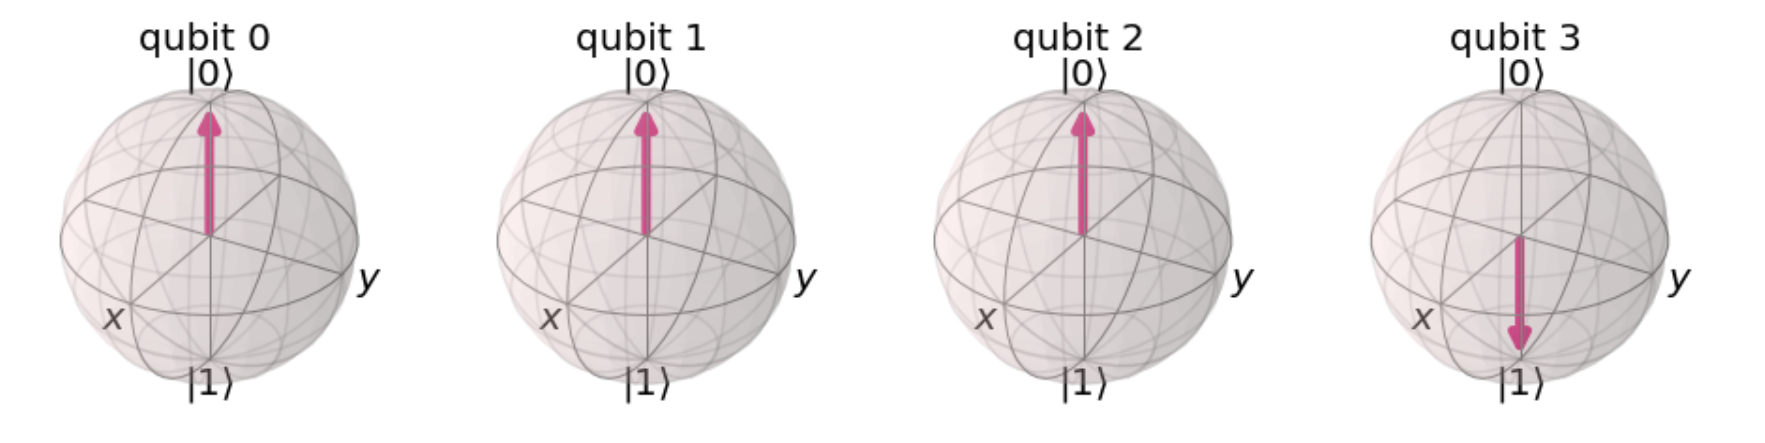 qubit 0
|0⟩
x
y
|1⟩
qubit 1
|0⟩
x
y
|1⟩
qubit 2
|0⟩
x
y
|1⟩
qubit 3
|0⟩
x
y
|1⟩